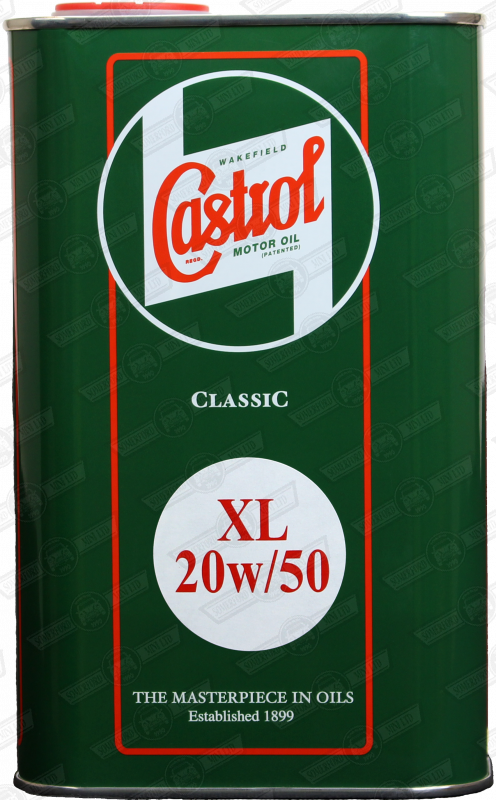 WAKEFIELD
Castrol
REGD.
MOTOR OIL
(PATENTED)
CLASSIC
XL
20w/50
THE MASTERPIECE IN OILS
Established 1899